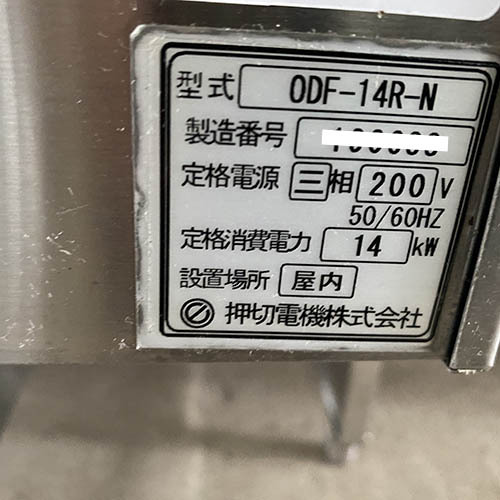 型式 ODF-14R-N
製造番号
定格電源 三相 200 V
50/60HZ
定格消費電力 14 kW
設置場所 屋内
押切電機株式会社